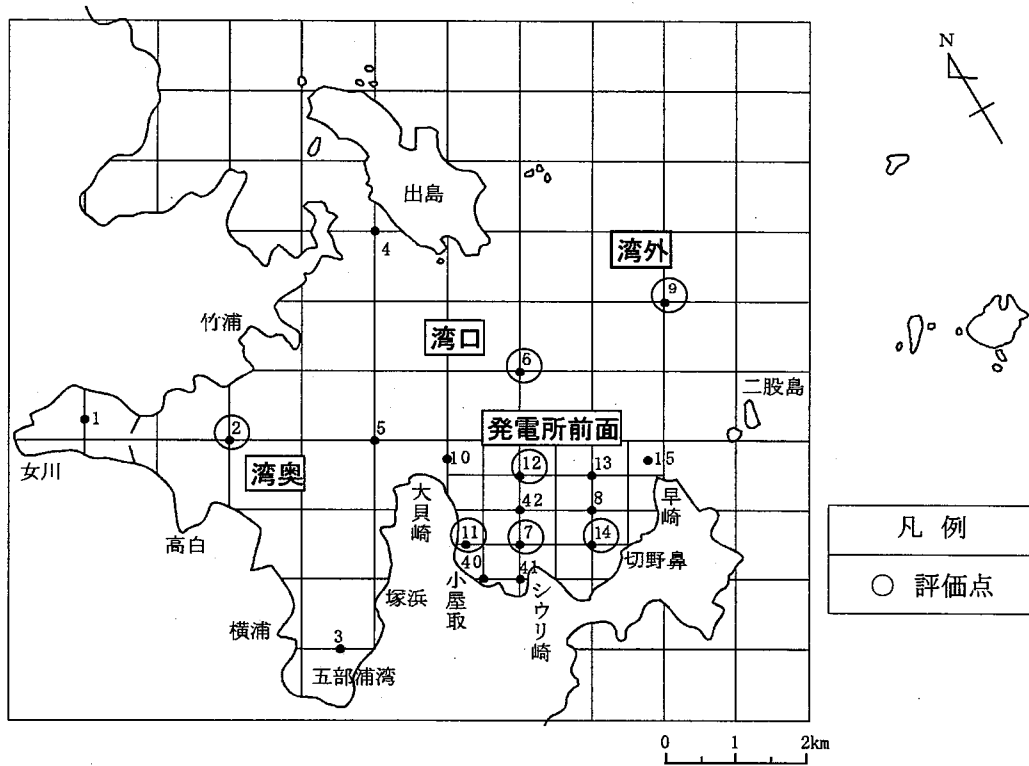 N
出島
4
湾外
9
竹浦
湾口
6
二股島
1
2
5
発電所前面
女川
湾奥
10
12
13
15
大貝崎
42
8
早崎
高白
11
7
14
切野鼻
40
41
小屋取
シウリ崎
塚浜
横浦
3
五部浦湾
凡 例
○ 評価点
0 1 2km